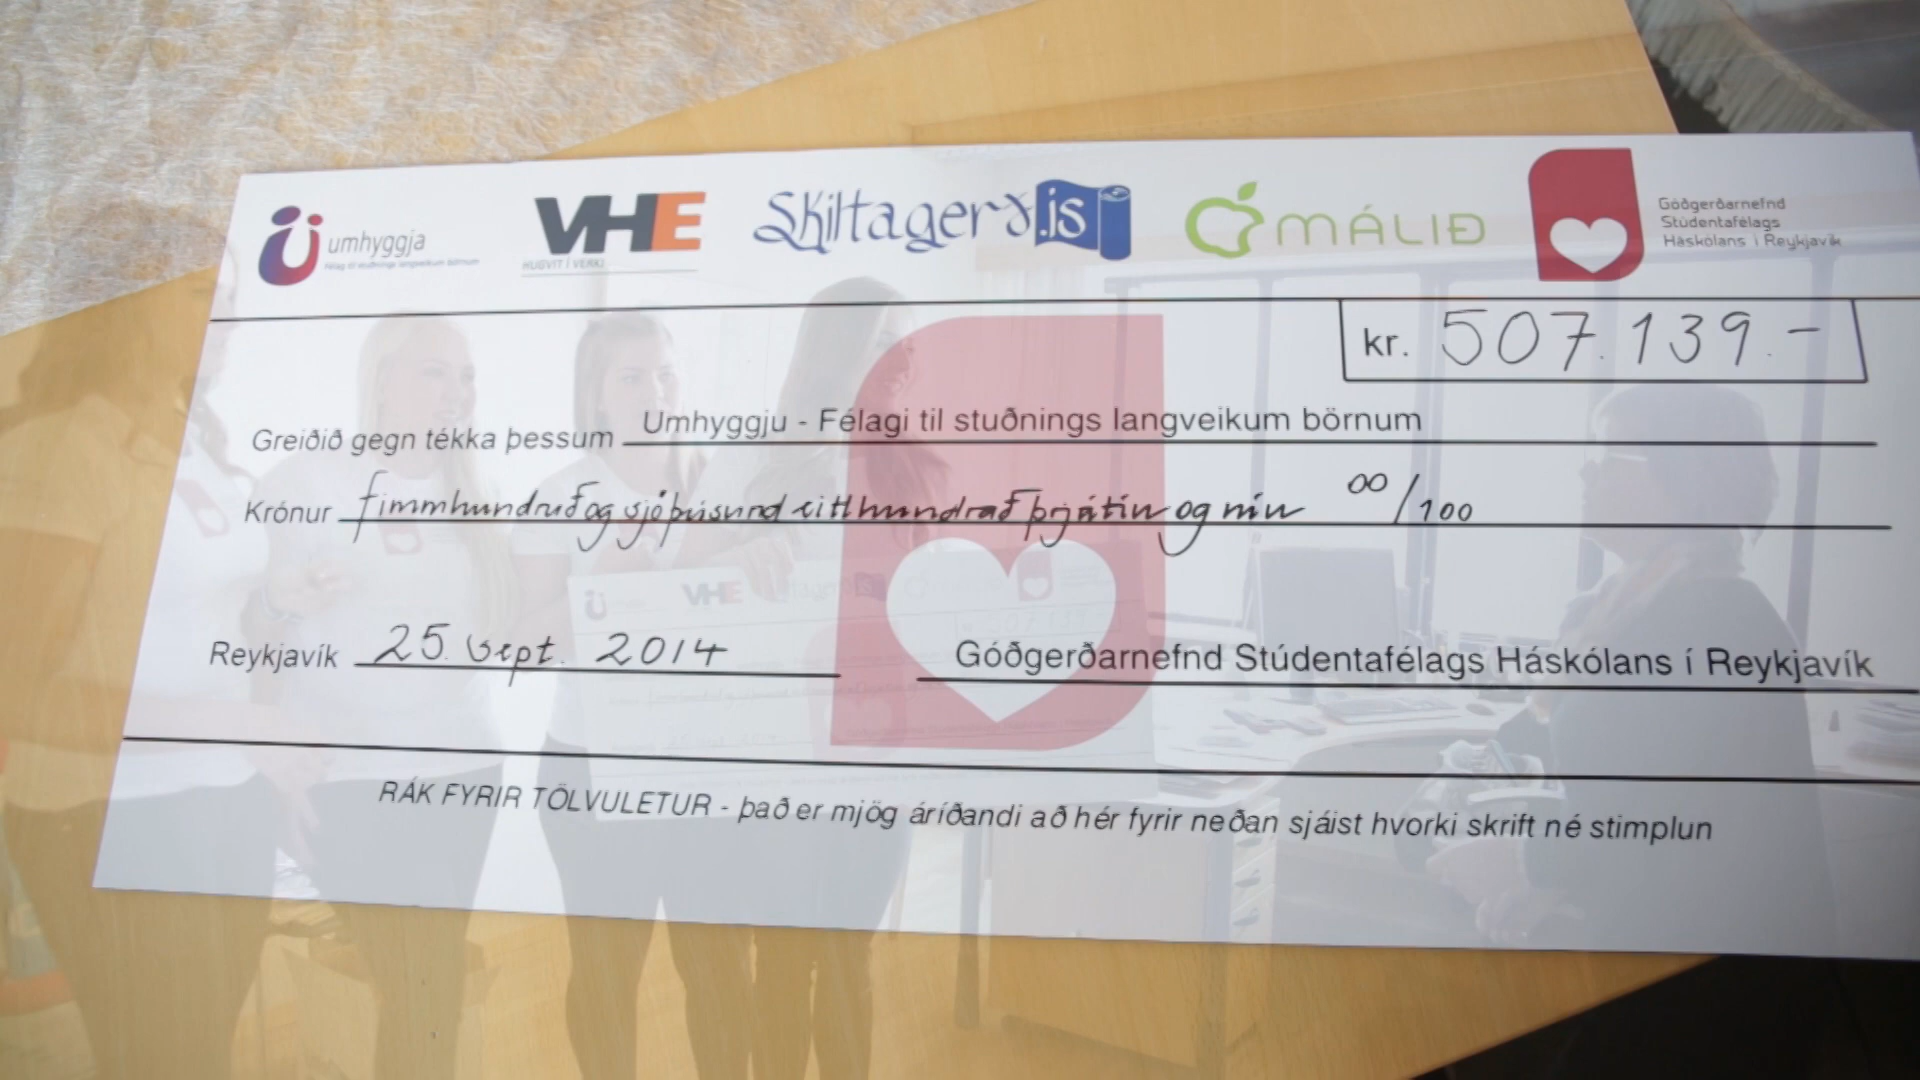 umhyggja
Félag til stuðnings langveikum börnum
VHE
HUGVIT Í VERKI
Skiltagerð.is
MÁLIÐ
Góðgerðarnefnd
Stúdentafélags
Háskólans í Reykjavík
kr. 507.139.-
Greiðið gegn tékka þessum Umhyggju - Félagi til stuðnings langveikum börnum
Krónur fimmhundruð og sjöþúsund eitthundrað þrjátíu og níu 00/100
Reykjavík 25. sept. 2014 Góðgerðarnefnd Stúdentafélags Háskólans í Reykjavík
RÁK FYRIR TÖLVULETUR - það er mjög áríðandi að hér fyrir neðan sjáist hvorki skrift né stimplun
VHE